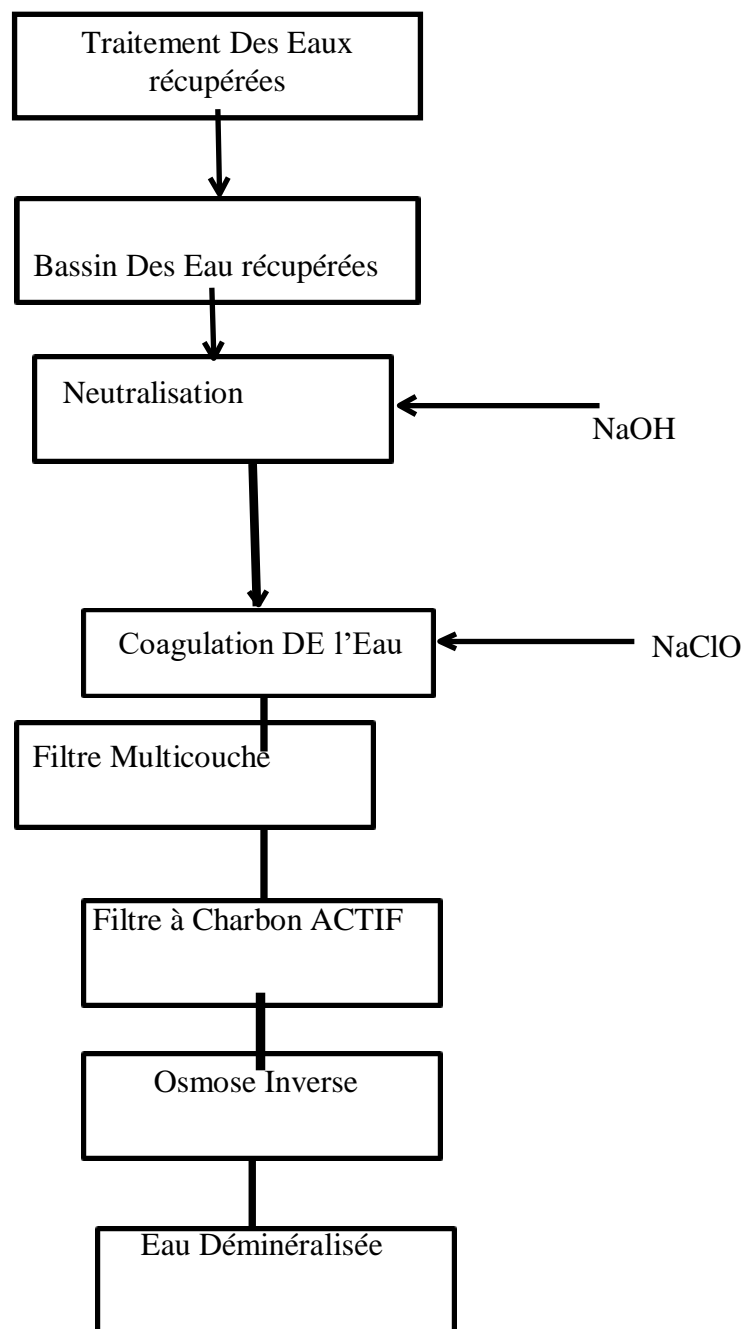 Traitement Des Eaux
récupérées
Bassin Des Eau récupérées
Neutralisation
NaOH
Coagulation DE l’Eau
NaClO
Filtre Multicouche
Filtre à Charbon ACTIF
Osmose Inverse
Eau Déminéralisée